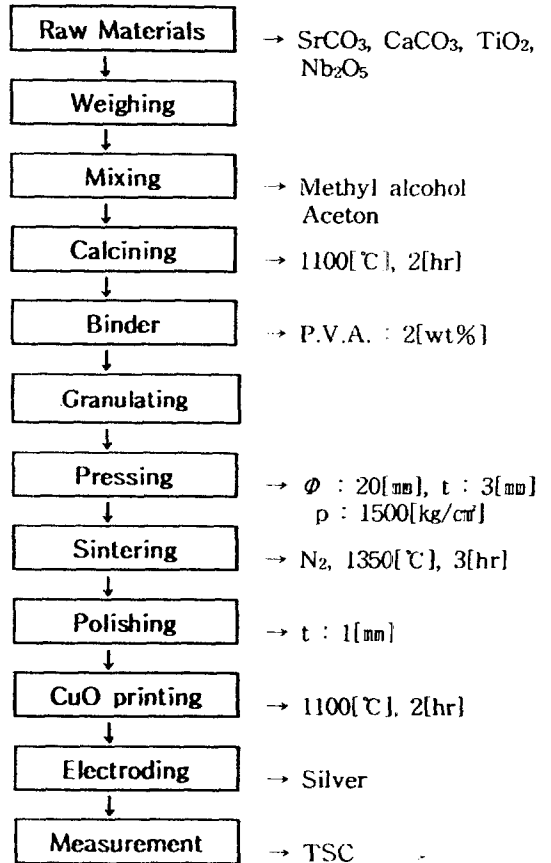 Raw Materials → SrCO₃, CaCO₃, TiO₂,
Nb₂O₅
↓
Weighing
↓
Mixing → Methyl alcohol
Aceton
↓
Calcining → 1100[℃], 2[hr]
↓
Binder → P.V.A. : 2[wt%]
↓
Granulating
↓
Pressing → Φ : 20[㎜], t : 3[㎜]
p : 1500[kg/㎠]
↓
Sintering → N₂, 1350[℃], 3[hr]
↓
Polishing → t : 1[㎜]
↓
CuO printing → 1100[℃], 2[hr]
↓
Electroding → Silver
↓
Measurement → TSC